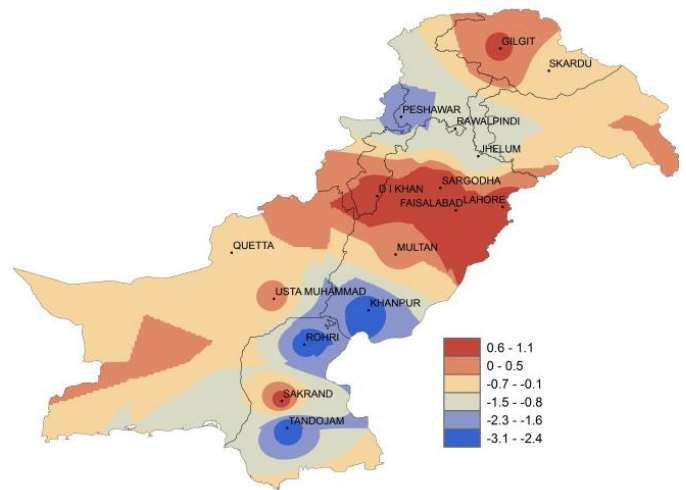 GILGIT
SKARDU
PESHAWAR
RAWALPINDI
JHELUM
SARGODHA
D I KHAN
FAISALABAD
LAHORE
MULTAN
QUETTA
USTA MUHAMMAD
KHANPUR
ROHRI
SAKRAND
TANDOJAM
0.6 - 1.1
0 - 0.5
-0.7 - -0.1
-1.5 - -0.8
-2.3 - -1.6
-3.1 - -2.4